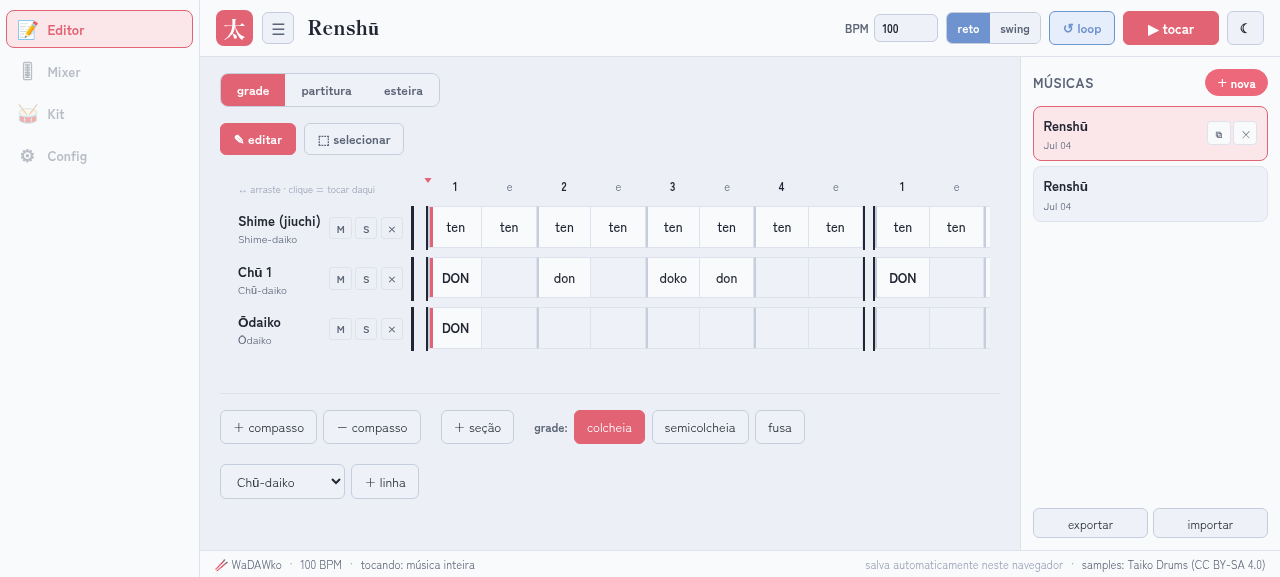 Editor
Mixer
Kit
Config
太 ☰ Renshū BPM 100 reto swing ↺ loop ▶ tocar ☾
grade partitura esteira
✎ editar ⬚ selecionar
↔ arraste · clique = tocar daqui 1 e 2 e 3 e 4 e 1 e
Shime (jiuchi) M S × ten ten ten ten ten ten ten ten ten ten
Shime-daiko
Chū 1 M S × DON don doko don DON
Chū-daiko
Ōdaiko M S × DON
Ōdaiko
+ compasso − compasso + seção grade: colcheia semicolcheia fusa
Chū-daiko + linha
MÚSICAS + nova
Renshū
Jul 04
Renshū
Jul 04
exportar importar
WaDAWko · 100 BPM · tocando: música inteira salva automaticamente neste navegador · samples: Taiko Drums (CC BY-SA 4.0)